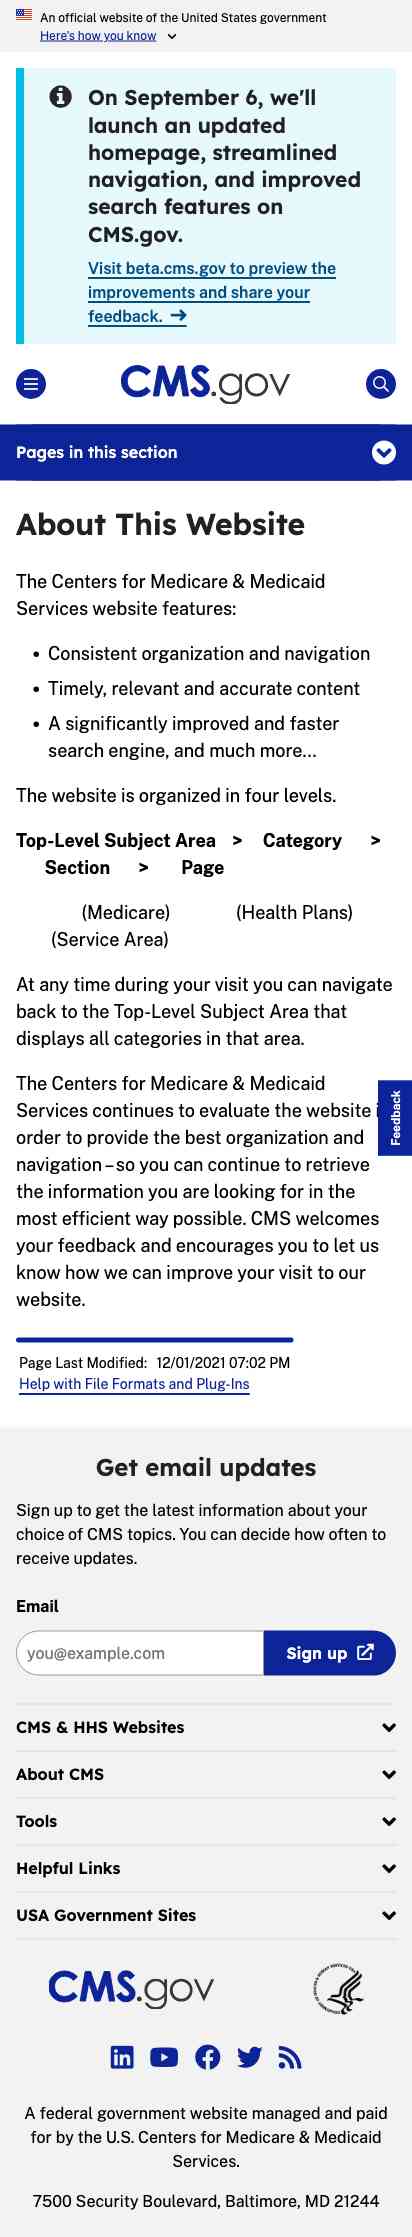 An official website of the United States government
Here's how you know
On September 6, we'll
launch an updated
homepage, streamlined
navigation, and improved
search features on
CMS.gov.
Visit beta.cms.gov to preview the
improvements and share your
feedback. →
CMS.gov
Pages in this section
About This Website
The Centers for Medicare & Medicaid
Services website features:
• Consistent organization and navigation
• Timely, relevant and accurate content
• A significantly improved and faster
search engine, and much more...
The website is organized in four levels.
Top-Level Subject Area > Category >
Section > Page
(Medicare) (Health Plans)
(Service Area)
At any time during your visit you can navigate
back to the Top-Level Subject Area that
displays all categories in that area.
The Centers for Medicare & Medicaid
Services continues to evaluate the website
order to provide the best organization and
navigation – so you can continue to retrieve
the information you are looking for in the
most efficient way possible. CMS welcomes
your feedback and encourages you to let us
know how we can improve your visit to our
website.
Feedback
Page Last Modified: 12/01/2021 07:02 PM
Help with File Formats and Plug-Ins
Get email updates
Sign up to get the latest information about your
choice of CMS topics. You can decide how often to
receive updates.
Email
you@example.com
Sign up
CMS & HHS Websites
About CMS
Tools
Helpful Links
USA Government Sites
CMS.gov
A federal government website managed and paid
for by the U.S. Centers for Medicare & Medicaid
Services.
7500 Security Boulevard, Baltimore, MD 21244